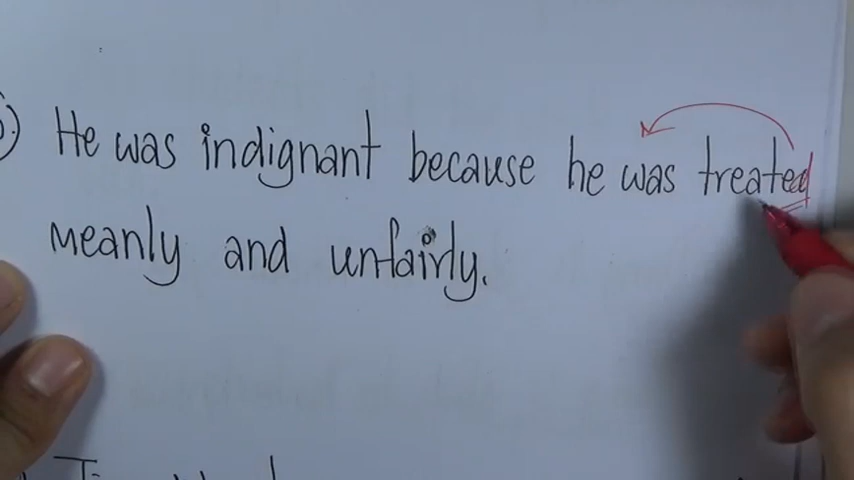 He was indignant because he was treated
meanly and unfairly.